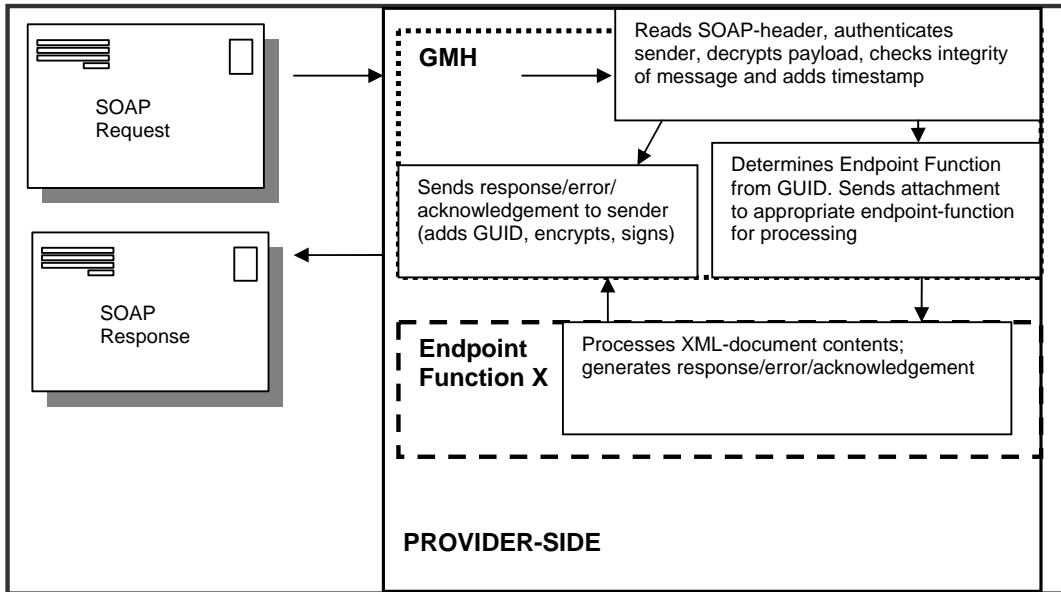 SOAP
Request
GMH
Reads SOAP-header, authenticates
sender, decrypts payload, checks integrity
of message and adds timestamp
Sends response/error/
acknowledgement to sender
(adds GUID, encrypts, signs)
Determines Endpoint Function
from GUID. Sends attachment
to appropriate endpoint-function
for processing
SOAP
Response
Endpoint
Function X
Processes XML-document contents;
generates response/error/acknowledgement
PROVIDER-SIDE